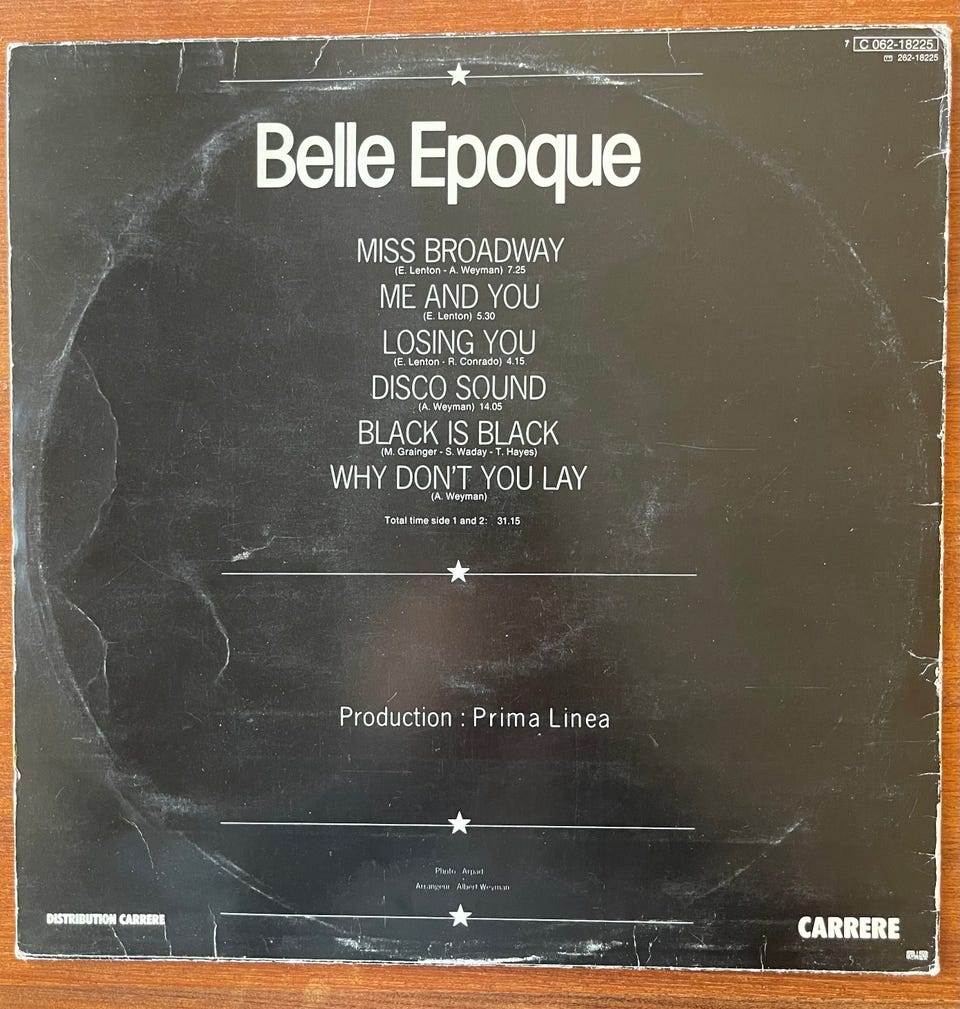 T C 062-18225
262-18225
Belle Epoque
MISS BROADWAY
(E. Lenton - A. Weyman) 7.25
ME AND YOU
(E. Lenton) 5.30
LOSING YOU
(E. Lenton - R. Conrado) 4.15
DISCO SOUND
(A. Weyman) 14.05
BLACK IS BLACK
(M. Grainger - S. Waday - T. Hayes)
WHY DON'T YOU LAY
(A. Weyman)
Total time side 1 and 2: 31.15
Production : Prima Linea
Photo Arpad
Arrangeur Albert Weyman
DISTRIBUTION CARRERE
CARRERE